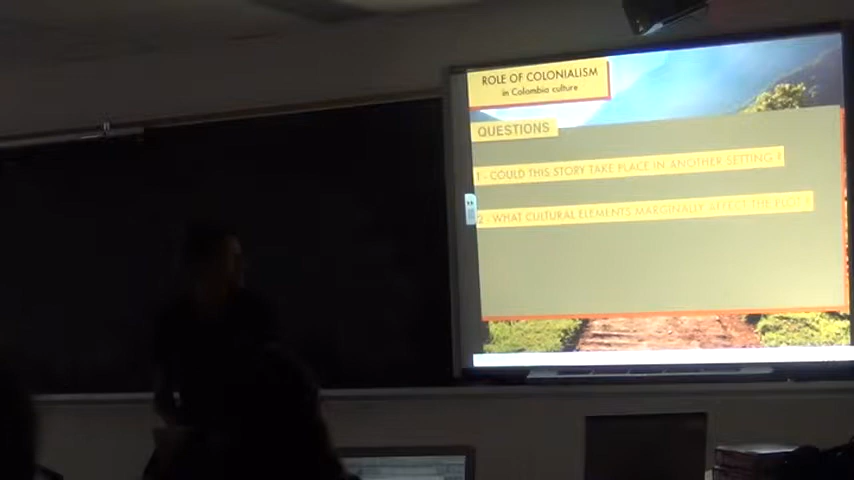 ROLE OF COLONIALISM
in Colombia culture
QUESTIONS
1 - COULD THIS STORY TAKE PLACE IN ANOTHER SETTING ?
2 - WHAT CULTURAL ELEMENTS MARGINALLY AFFECT THE PLOT ?